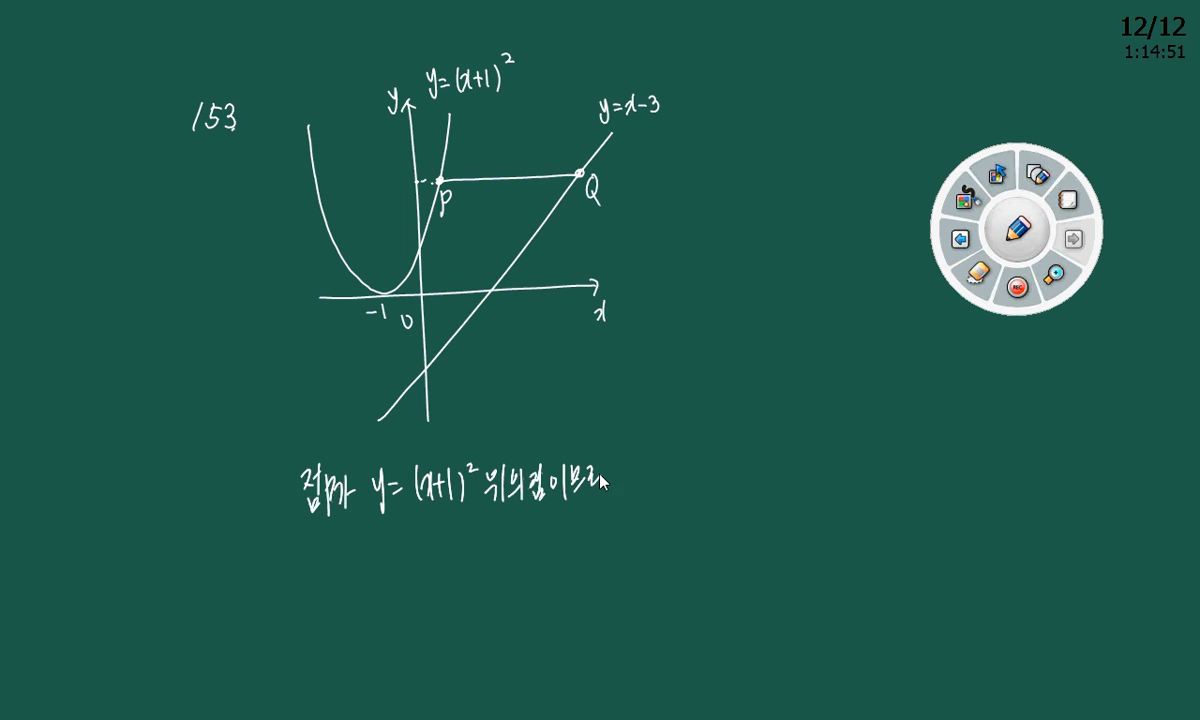 12/12
1:14:51
153
y
y=(x+1)²
y=x-3
P
Q
-1
0
x
REC
점P가 y=(x+1)² 위의점이므로